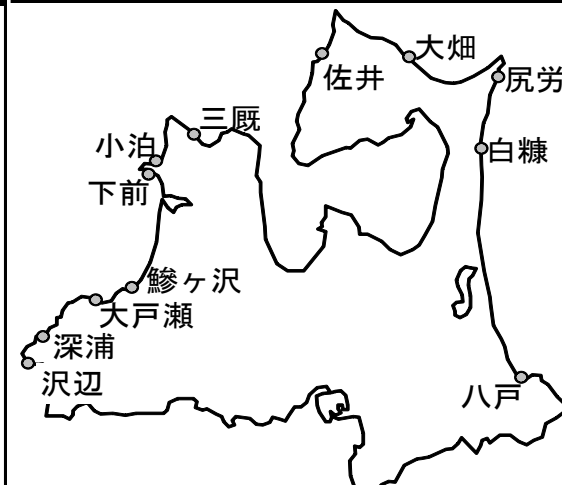 大畑
佐井
尻労
三厩
小泊
白糠
下前
鰺ヶ沢
大戸瀬
深浦
沢辺
八戸